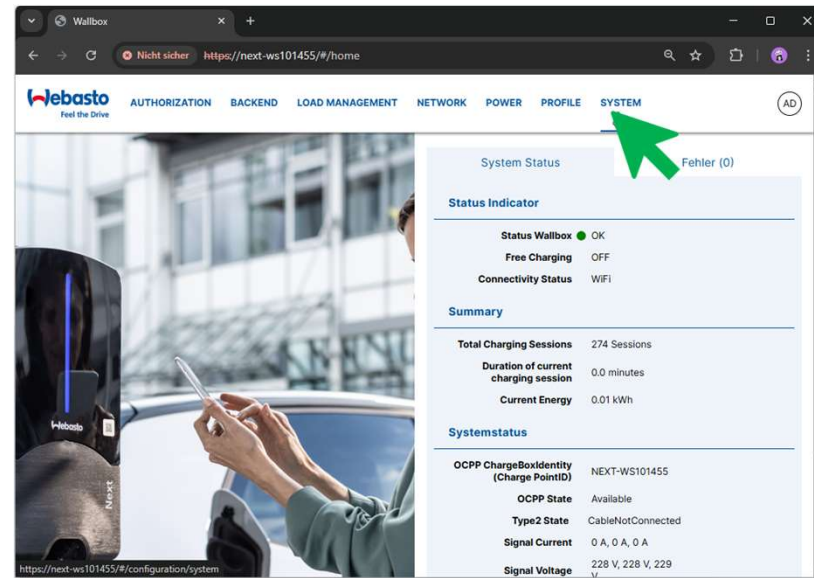 Wallbox
Nicht sicher https://next-ws101455/#/home
Webasto
Feel the Drive
AUTHORIZATION BACKEND LOAD MANAGEMENT NETWORK POWER PROFILE SYSTEM AD
System Status Fehler (0)
Status Indicator
Status Wallbox OK
Free Charging OFF
Connectivity Status WiFi
Summary
Total Charging Sessions 274 Sessions
Duration of current
charging session 0.0 minutes
Current Energy 0.01 kWh
Systemstatus
OCPP ChargeBoxIdentity
(Charge PointID) NEXT-WS101455
OCPP State Available
Type2 State CableNotConnected
Signal Current 0 A, 0 A, 0 A
Signal Voltage 228 V, 228 V, 229
V
Webasto
Next
https://next-ws101455/#/configuration/system